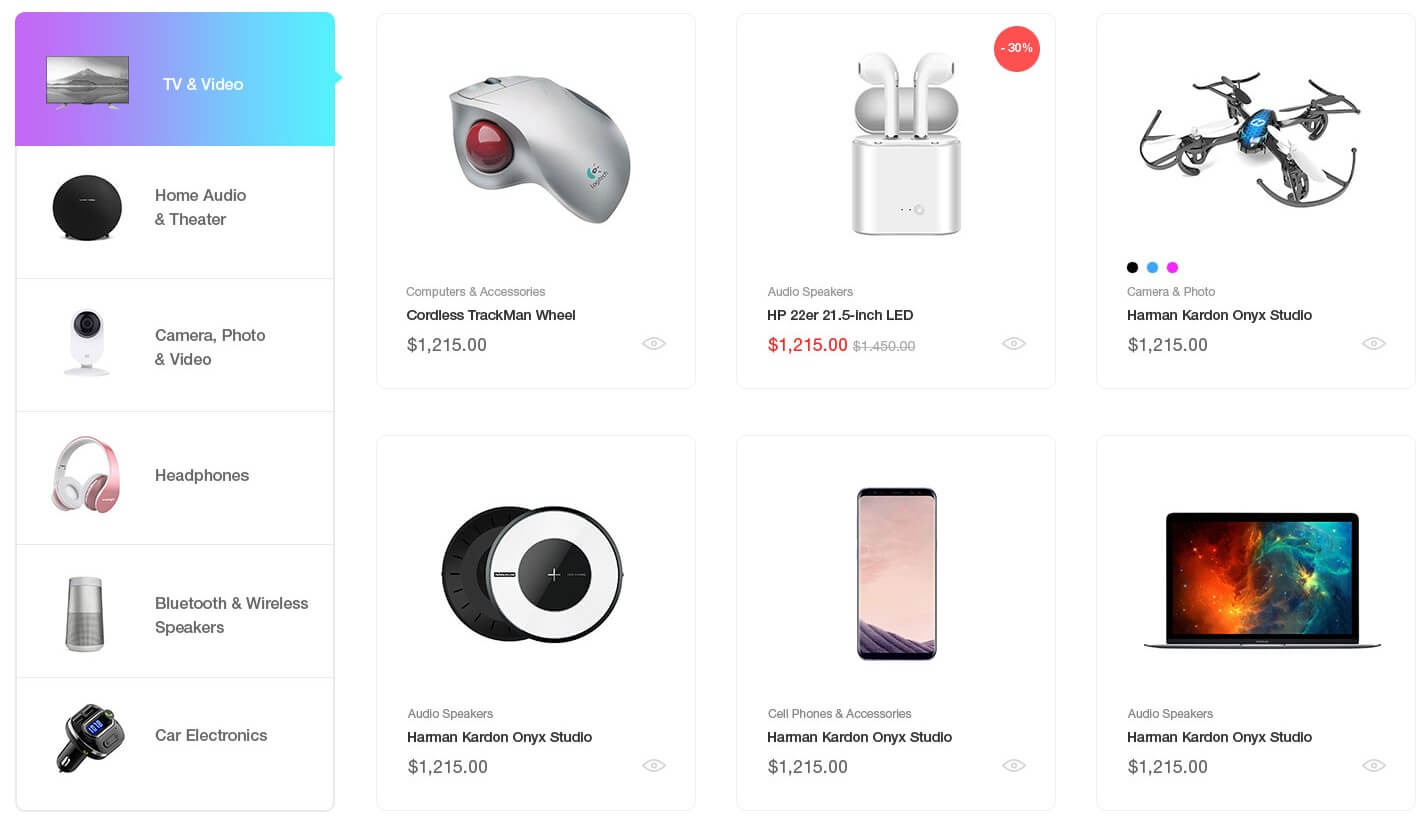 TV & Video
Home Audio
& Theater
Camera, Photo
& Video
Headphones
Bluetooth & Wireless
Speakers
Car Electronics
Logitech
Computers & Accessories
Cordless TrackMan Wheel
$1,215.00
- 30%
Audio Speakers
HP 22er 21.5-Inch LED
$1,215.00 $1.450.00
Camera & Photo
Harman Kardon Onyx Studio
$1,215.00
Audio Speakers
Harman Kardon Onyx Studio
$1,215.00
Cell Phones & Accessories
Harman Kardon Onyx Studio
$1,215.00
Audio Speakers
Harman Kardon Onyx Studio
$1,215.00